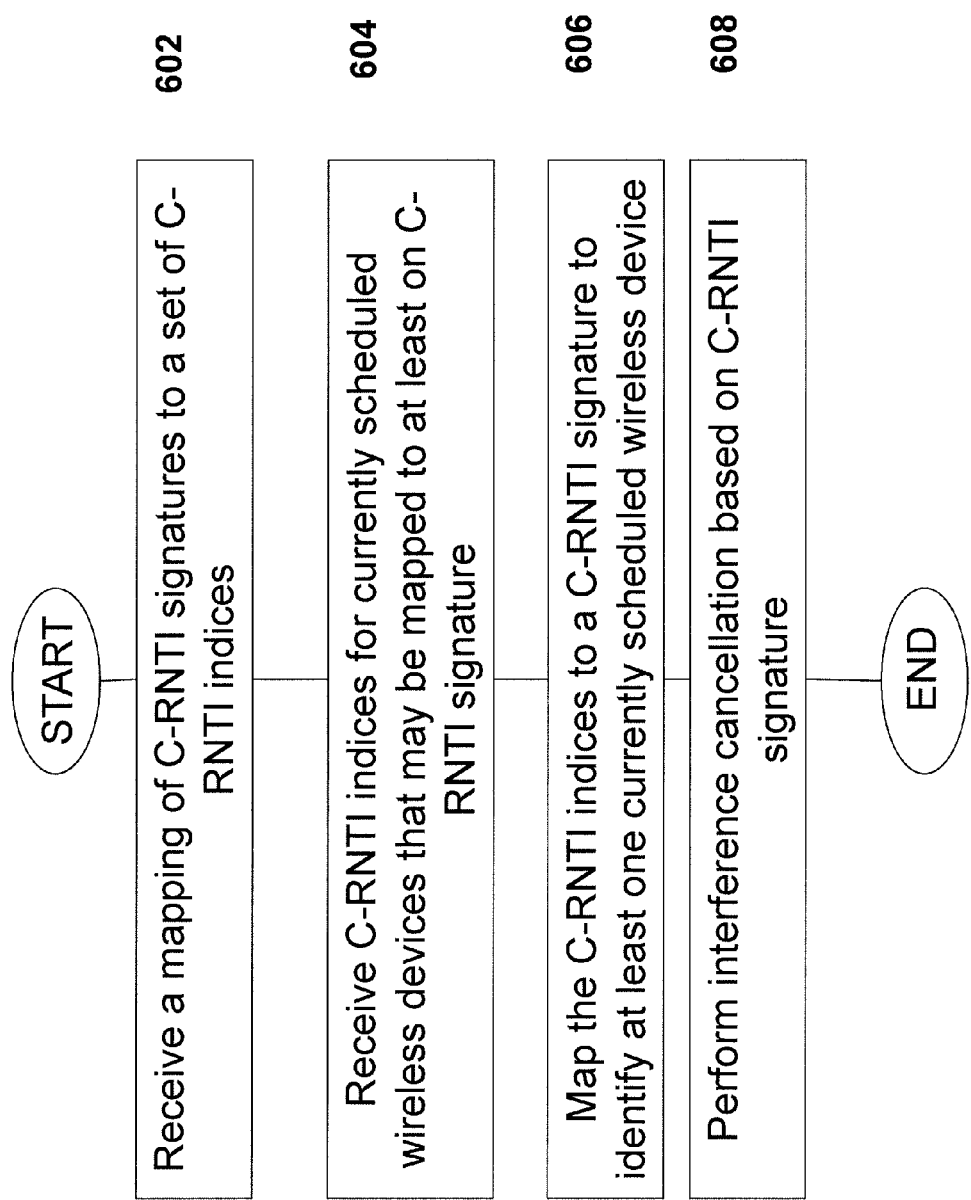 START
Receive a mapping of C-RNTI signatures to a set of C-
RNTI indices
602
Receive C-RNTI indices for currently scheduled
wireless devices that may be mapped to at least on C-
RNTI signature
604
Map the C-RNTI indices to a C-RNTI signature to
identify at least one currently scheduled wireless device
606
Perform interference cancellation based on C-RNTI
signature
608
END